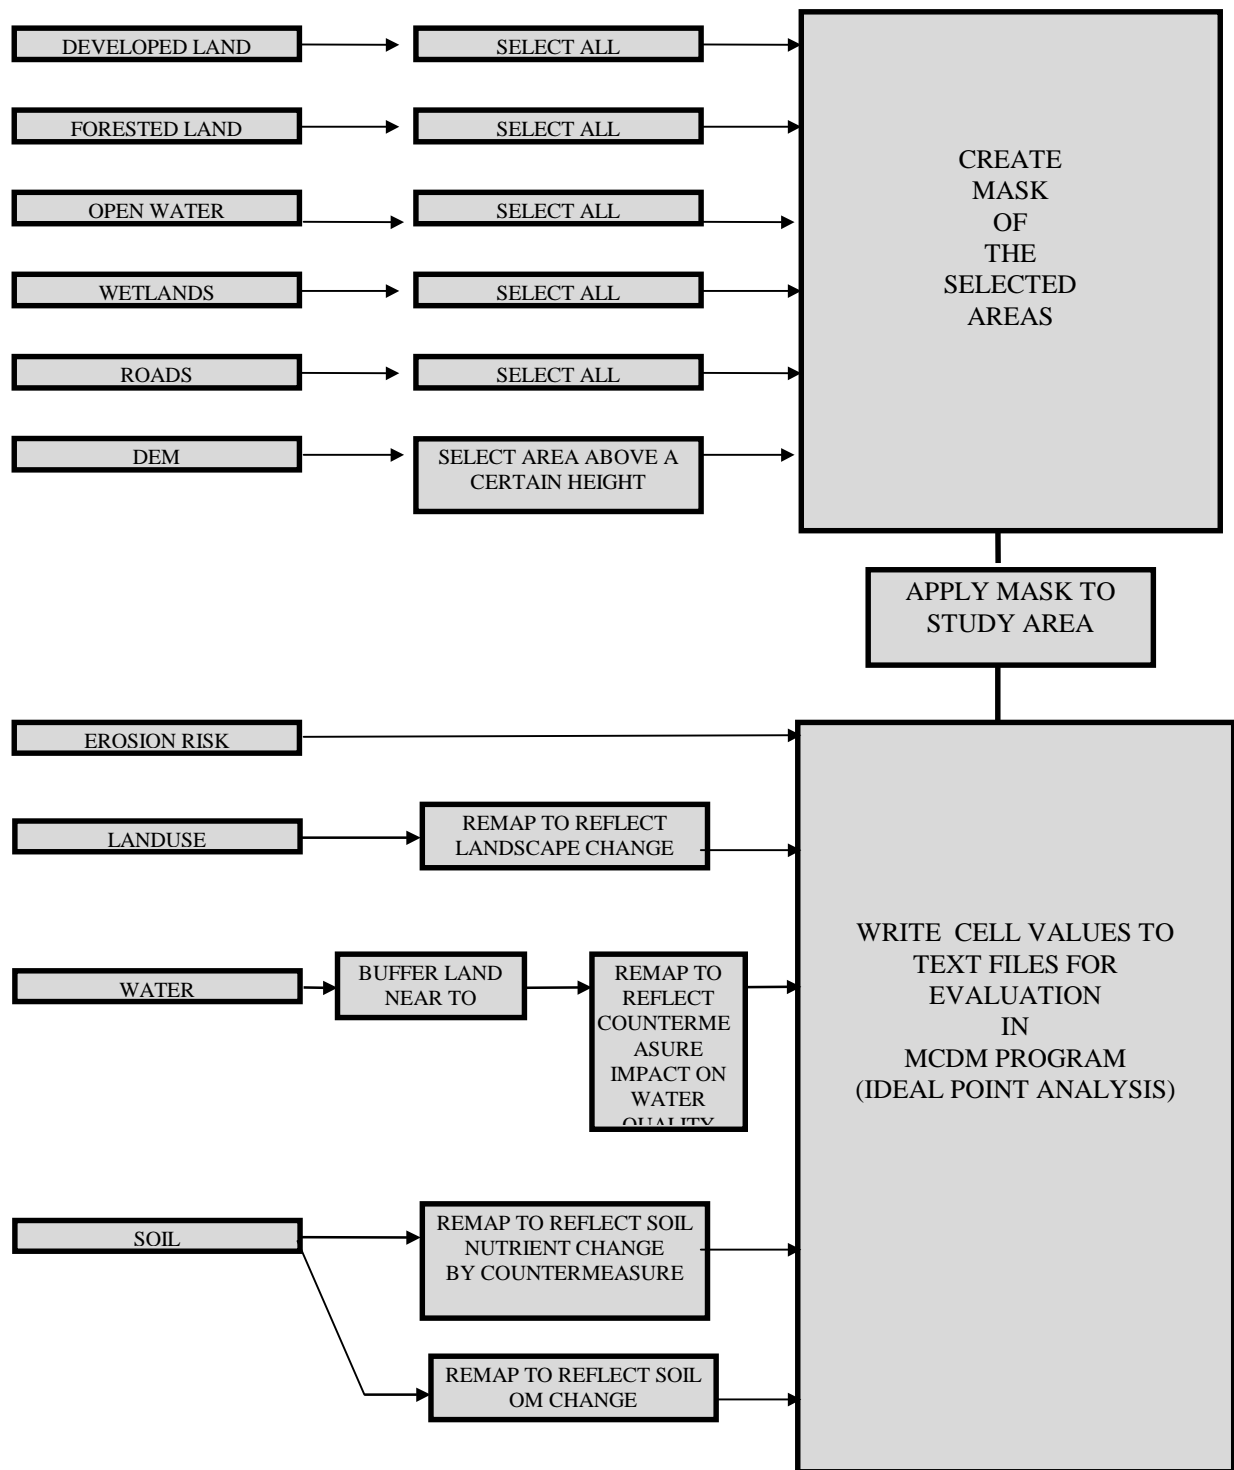 DEVELOPED LAND
SELECT ALL
FORESTED LAND
SELECT ALL
OPEN WATER
SELECT ALL
WETLANDS
SELECT ALL
ROADS
SELECT ALL
DEM
SELECT AREA ABOVE A
CERTAIN HEIGHT
CREATE
MASK
OF
THE
SELECTED
AREAS
APPLY MASK TO
STUDY AREA
EROSION RISK
LANDUSE
REMAP TO REFLECT
LANDSCAPE CHANGE
WATER
BUFFER LAND
NEAR TO
REMAP TO
REFLECT
COUNTERME
ASURE
IMPACT ON
WATER
QUALITY
SOIL
REMAP TO REFLECT SOIL
NUTRIENT CHANGE
BY COUNTERMEASURE
REMAP TO REFLECT SOIL
OM CHANGE
WRITE CELL VALUES TO
TEXT FILES FOR
EVALUATION
IN
MCDM PROGRAM
(IDEAL POINT ANALYSIS)